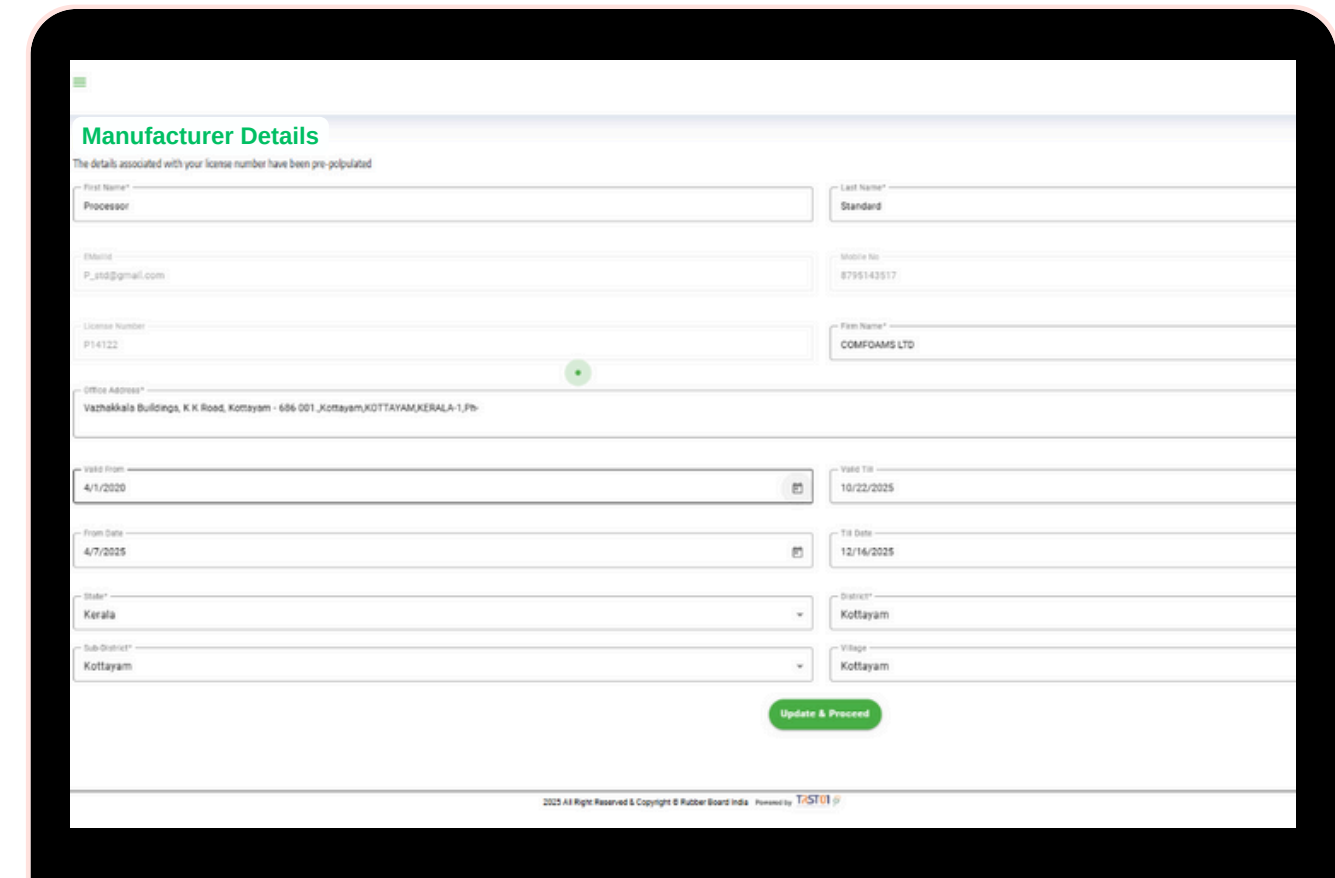 Manufacturer Details
The details associated with your license number have been pre-polpulated
First Name*
Processor
Last Name*
Standard
EMailId
P_std@gmail.com
Mobile No
8795143517
License Number
P14122
Firm Name*
COMFOAMS LTD
Office Address*
Vazhakkala Buildings, K K Road, Kottayam - 686 001.,Kottayam,KOTTAYAM,KERALA-1,Ph-
Valid From
4/1/2020
Valid Till
10/22/2025
From Date
4/7/2025
Till Date
12/16/2025
State*
Kerala
District*
Kottayam
Sub-District*
Kottayam
Village
Kottayam
Update & Proceed
2025 All Right Reserved & Copyright © Rubber Board India Powered by TRST01